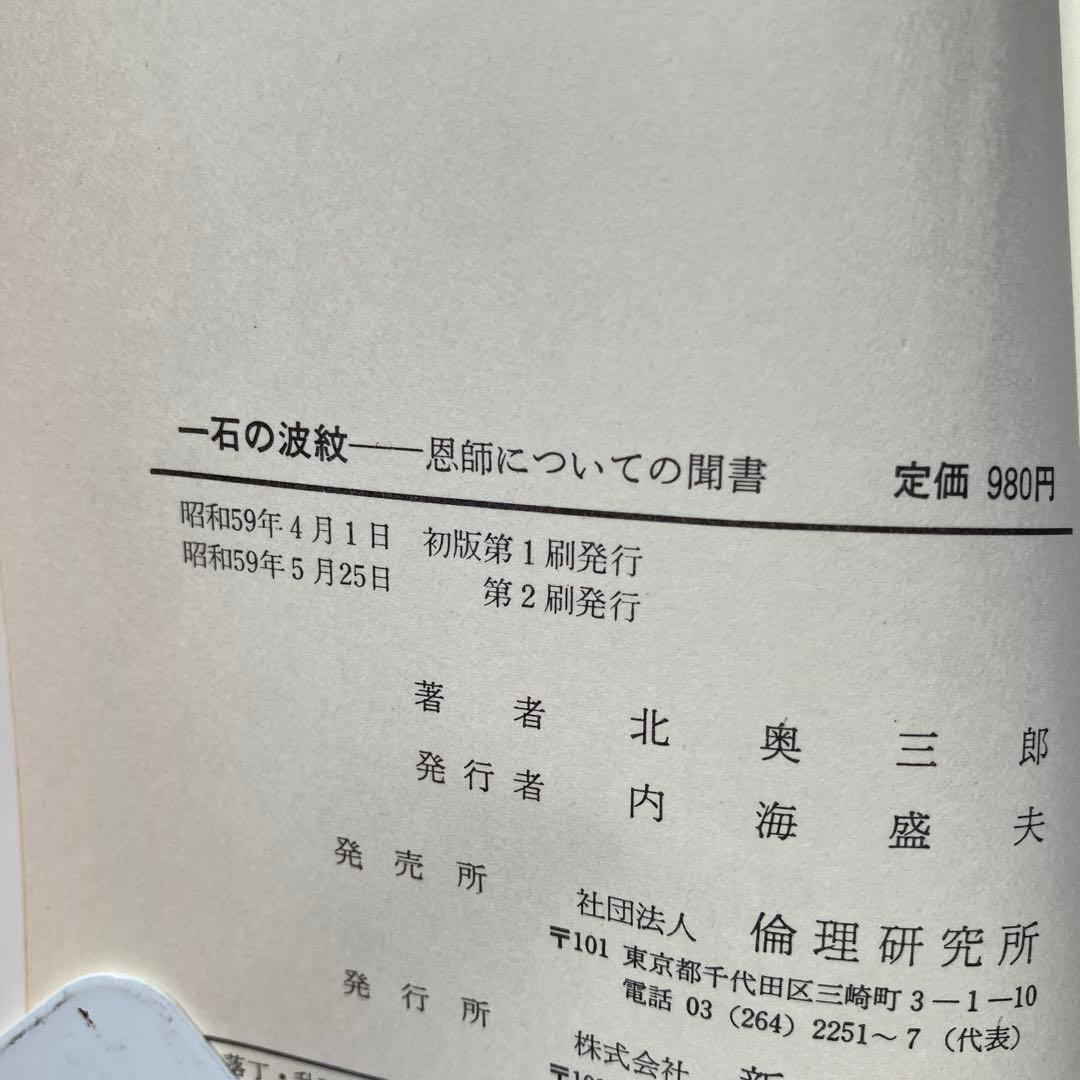 一石の波紋――恩師についての聞書 定価 980円
昭和59年4月1日 初版第1刷発行
昭和59年5月25日 第2刷発行
著者 北奥三郎
発行者 内海盛夫
発売所 社団法人 倫理研究所
〒101 東京都千代田区三崎町3-1-10
電話 03 (264) 2251~7 (代表)
発行所 株式会社 新
落丁・乱